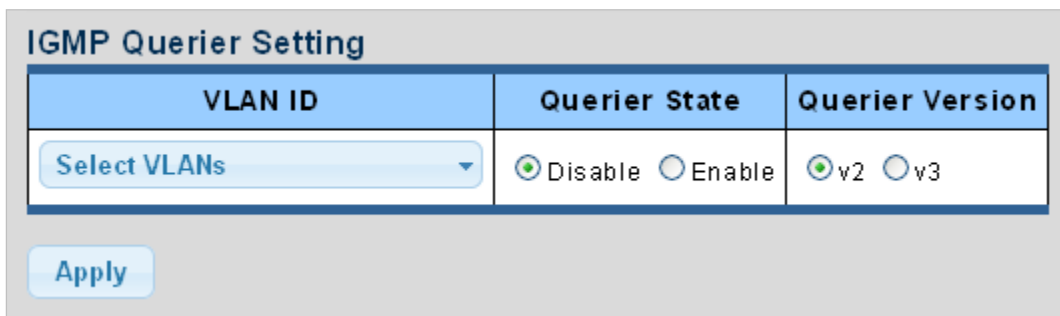 IGMP Querier Setting
VLAN ID Querier State Querier Version
Select VLANs Disable Enable v2 v3
Apply